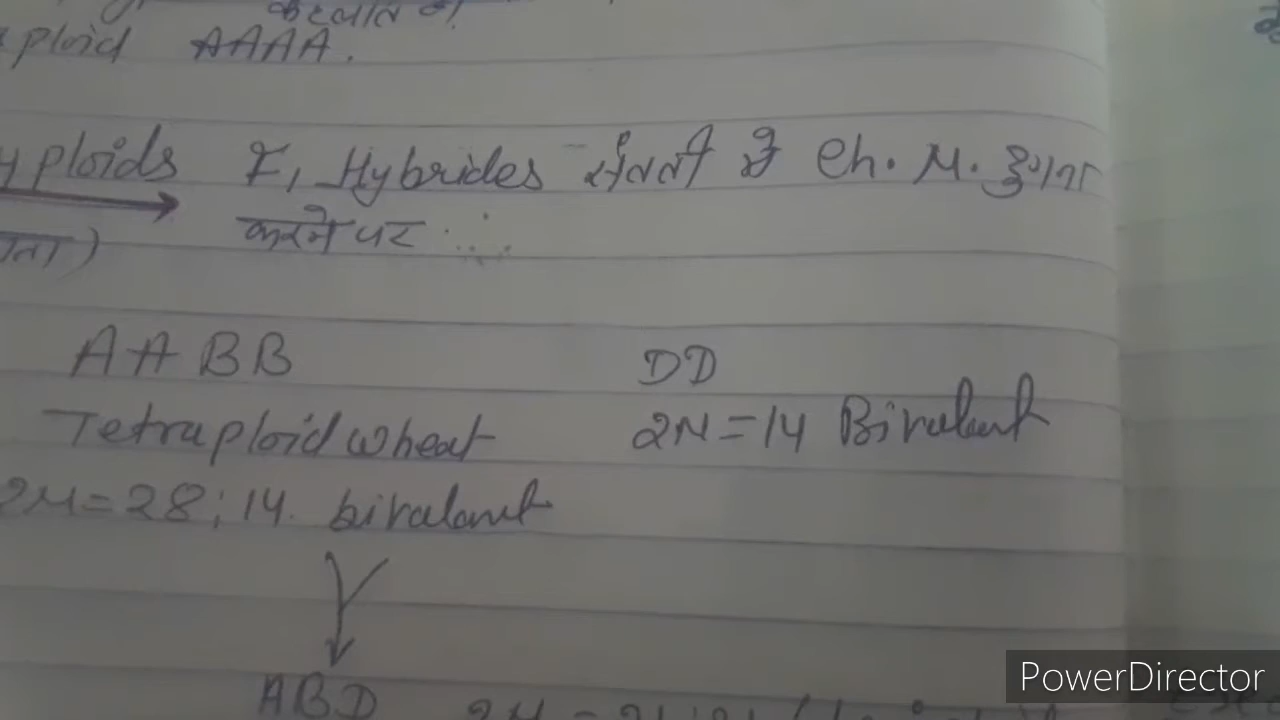 कहलाते है
ploid AAAA.
yploids F1 Hybrides संतती के Ch. N. दुगना
करने पर
ता)
AABB DD
Tetraploid wheat 2N=14 Bivalent
2N=28; 14. bivalent
ABD
PowerDirector